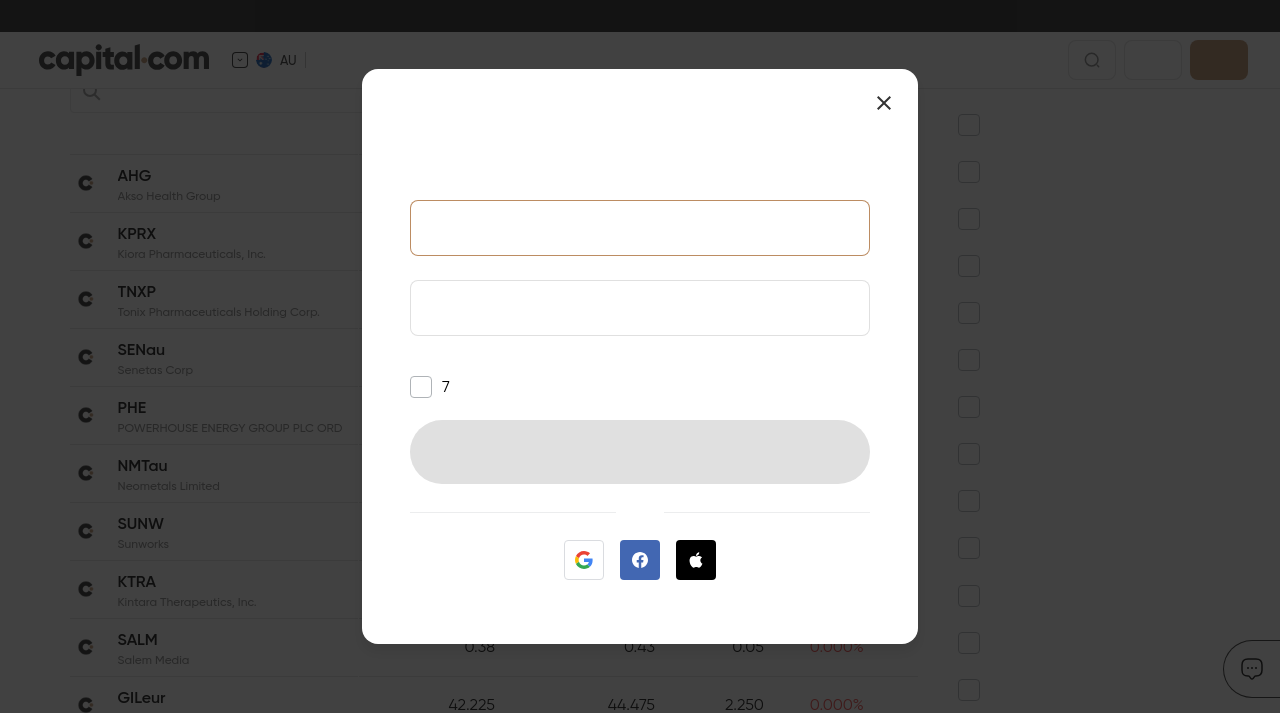 capital.com
AU
AHG
Akso Health Group
KPRX
Kiora Pharmaceuticals, Inc.
TNXP
Tonix Pharmaceuticals Holding Corp.
SENau
Senetas Corp
PHE
POWERHOUSE ENERGY GROUP PLC ORD
NMTau
Neometals Limited
SUNW
Sunworks
KTRA
Kintara Therapeutics, Inc.
SALM
Salem Media
0.38 0.43 0.05 0.000%
GILeur
42.225 44.475 2.250 0.000%
7